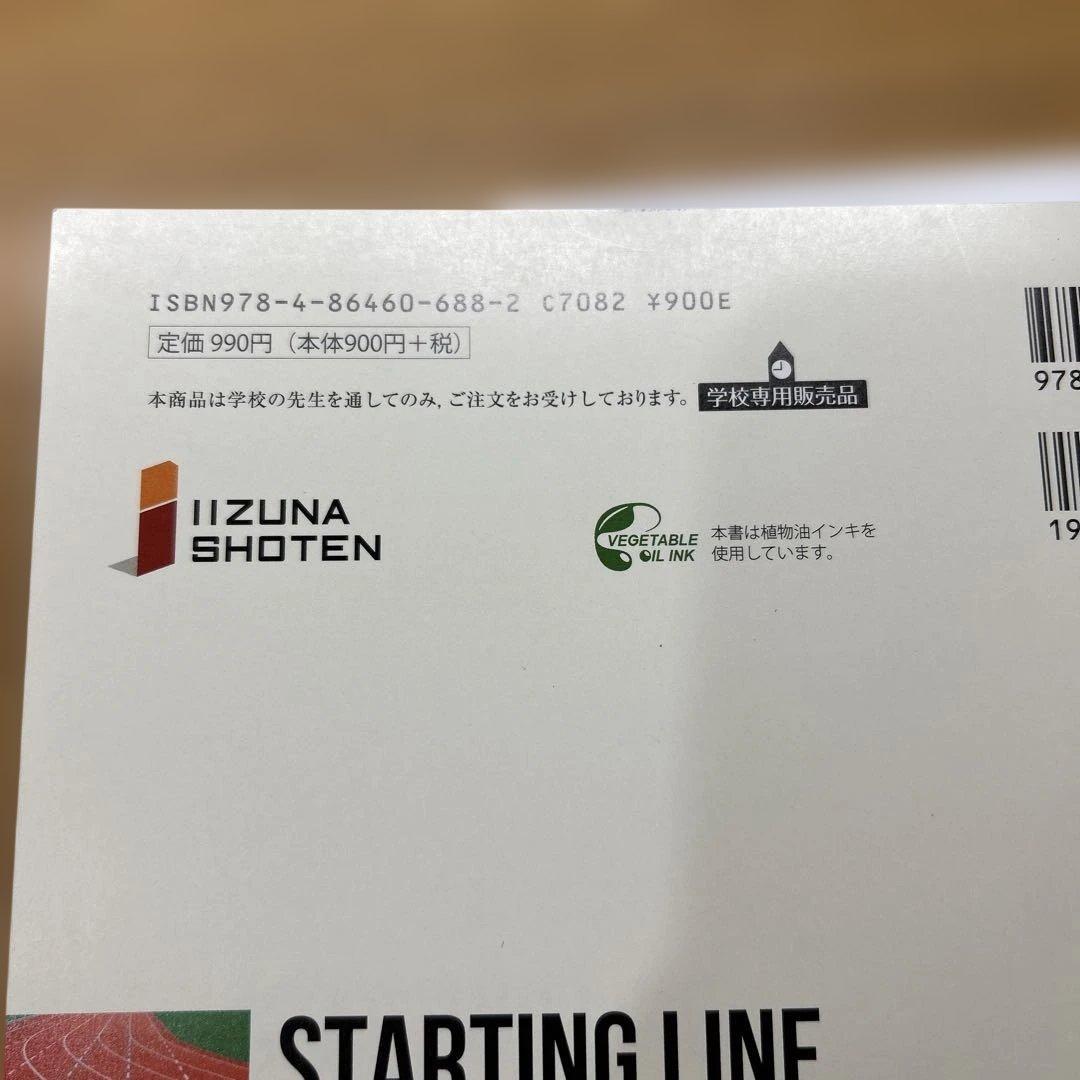 ISBN978-4-86460-688-2 C7082 ¥900E
定価 990円（本体900円＋税）
本商品は学校の先生を通してのみ，ご注文をお受けしております。
学校専用販売品
978
19
IIZUNA
SHOTEN
VEGETABLE
OIL INK
本書は植物油インキを
使用しています。
STARTING LINE